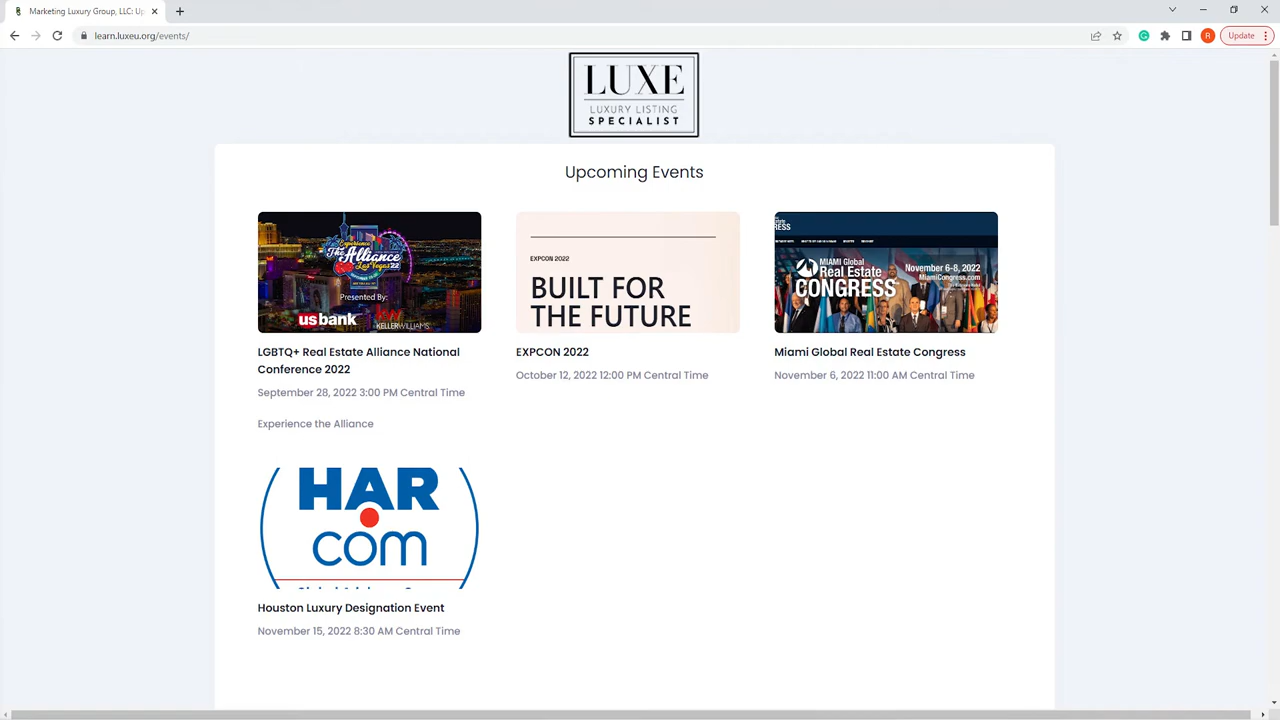 Marketing Luxury Group, LLC: Up
learn.luxeu.org/events/
R
Update
LUXE
LUXURY LISTING
SPECIALIST
Upcoming Events
Experience
The Alliance
Las Vegas 22
Presented By:
us bank
kw
KELLERWILLIAMS
LGBTQ+ Real Estate Alliance National
Conference 2022
September 28, 2022 3:00 PM Central Time
Experience the Alliance
EXPCON 2022
BUILT FOR
THE FUTURE
EXPCON 2022
October 12, 2022 12:00 PM Central Time
MIAMI Global
Real Estate
CONGRESS
November 6-8, 2022
MiamiCongress.com
Miami Global Real Estate Congress
November 6, 2022 11:00 AM Central Time
HAR
com
Houston Luxury Designation Event
November 15, 2022 8:30 AM Central Time